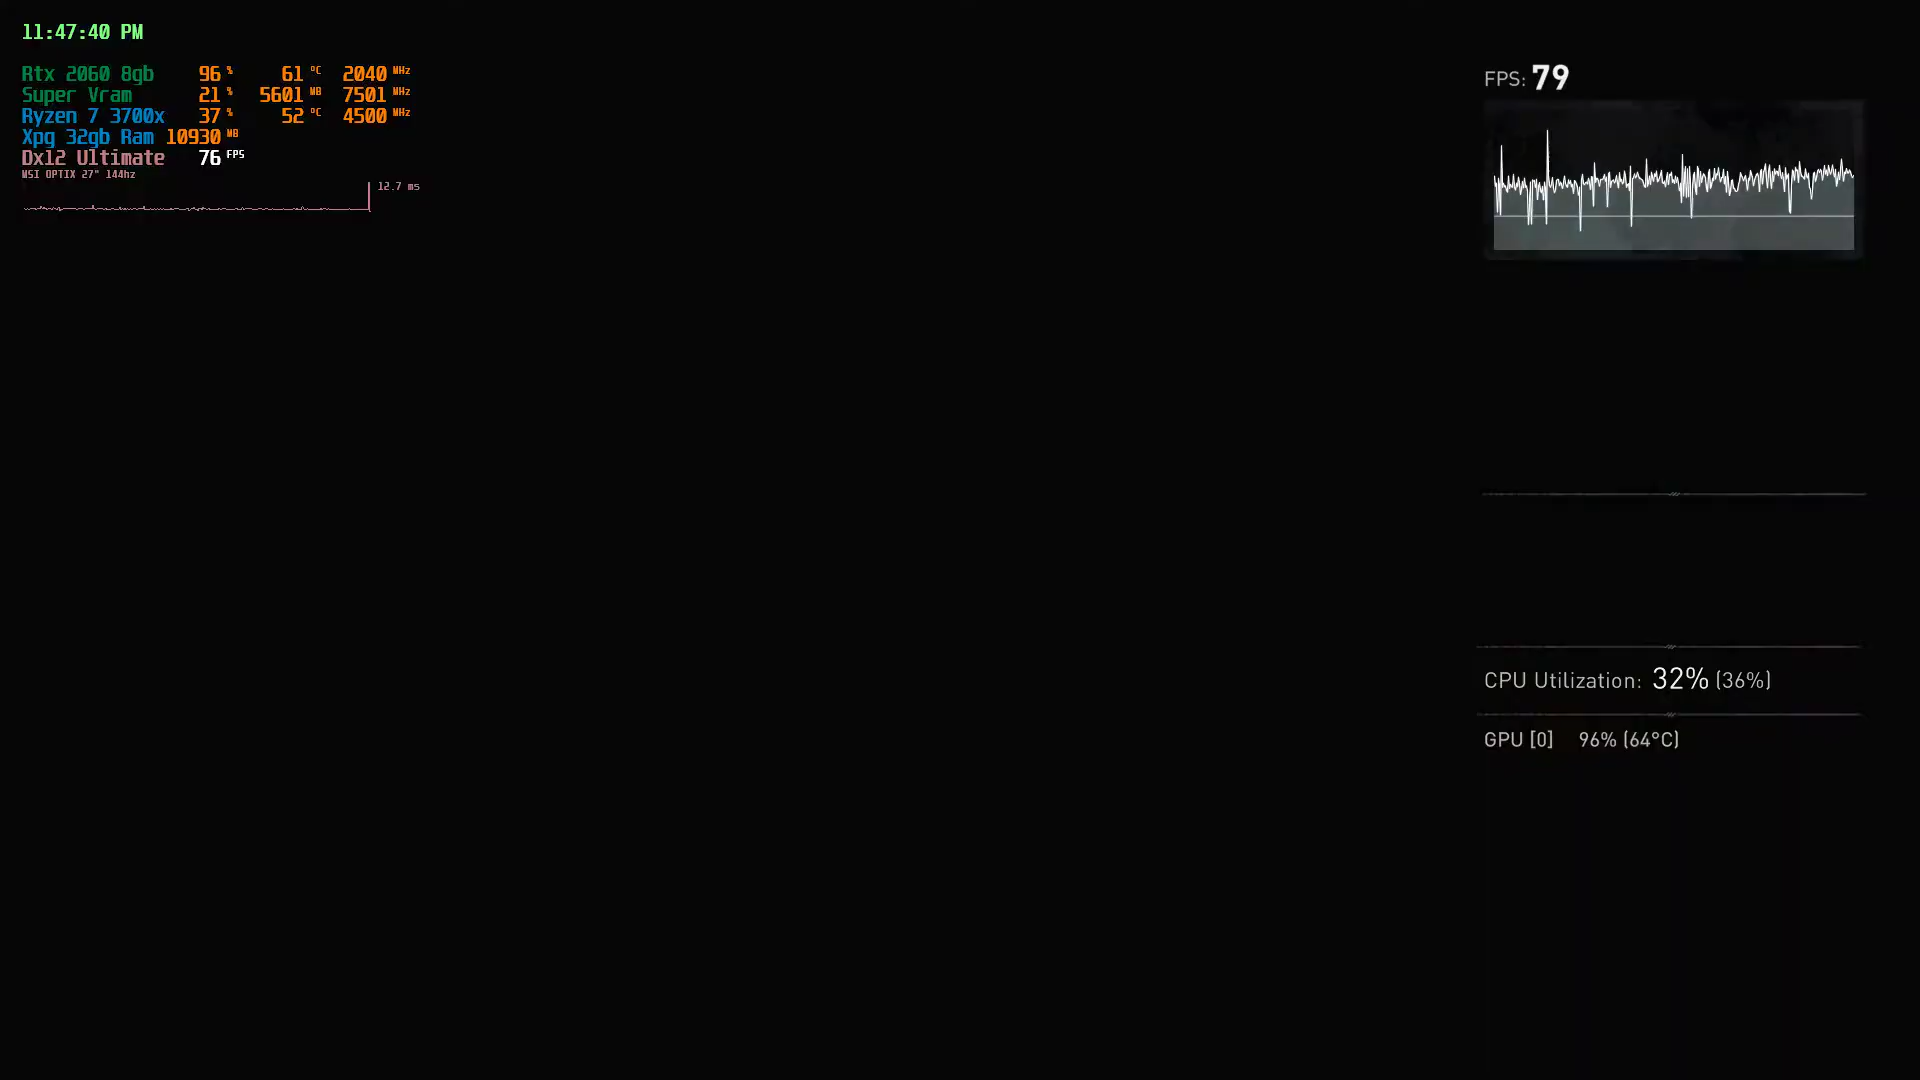 11:47:40 PM
Rtx 2060 8gb 96 % 61 °C 2040 MHz
Super Vram 21 % 5601 MB 7501 MHz
Ryzen 7 3700x 37 % 52 °C 4500 MHz
Xpg 32gb Ram 10930 MB
Dx12 Ultimate 76 FPS
MSI OPTIX 27" 144hz
12.7 ms
FPS: 79
CPU Utilization: 32% (36%)
GPU [0] 96% (64°C)